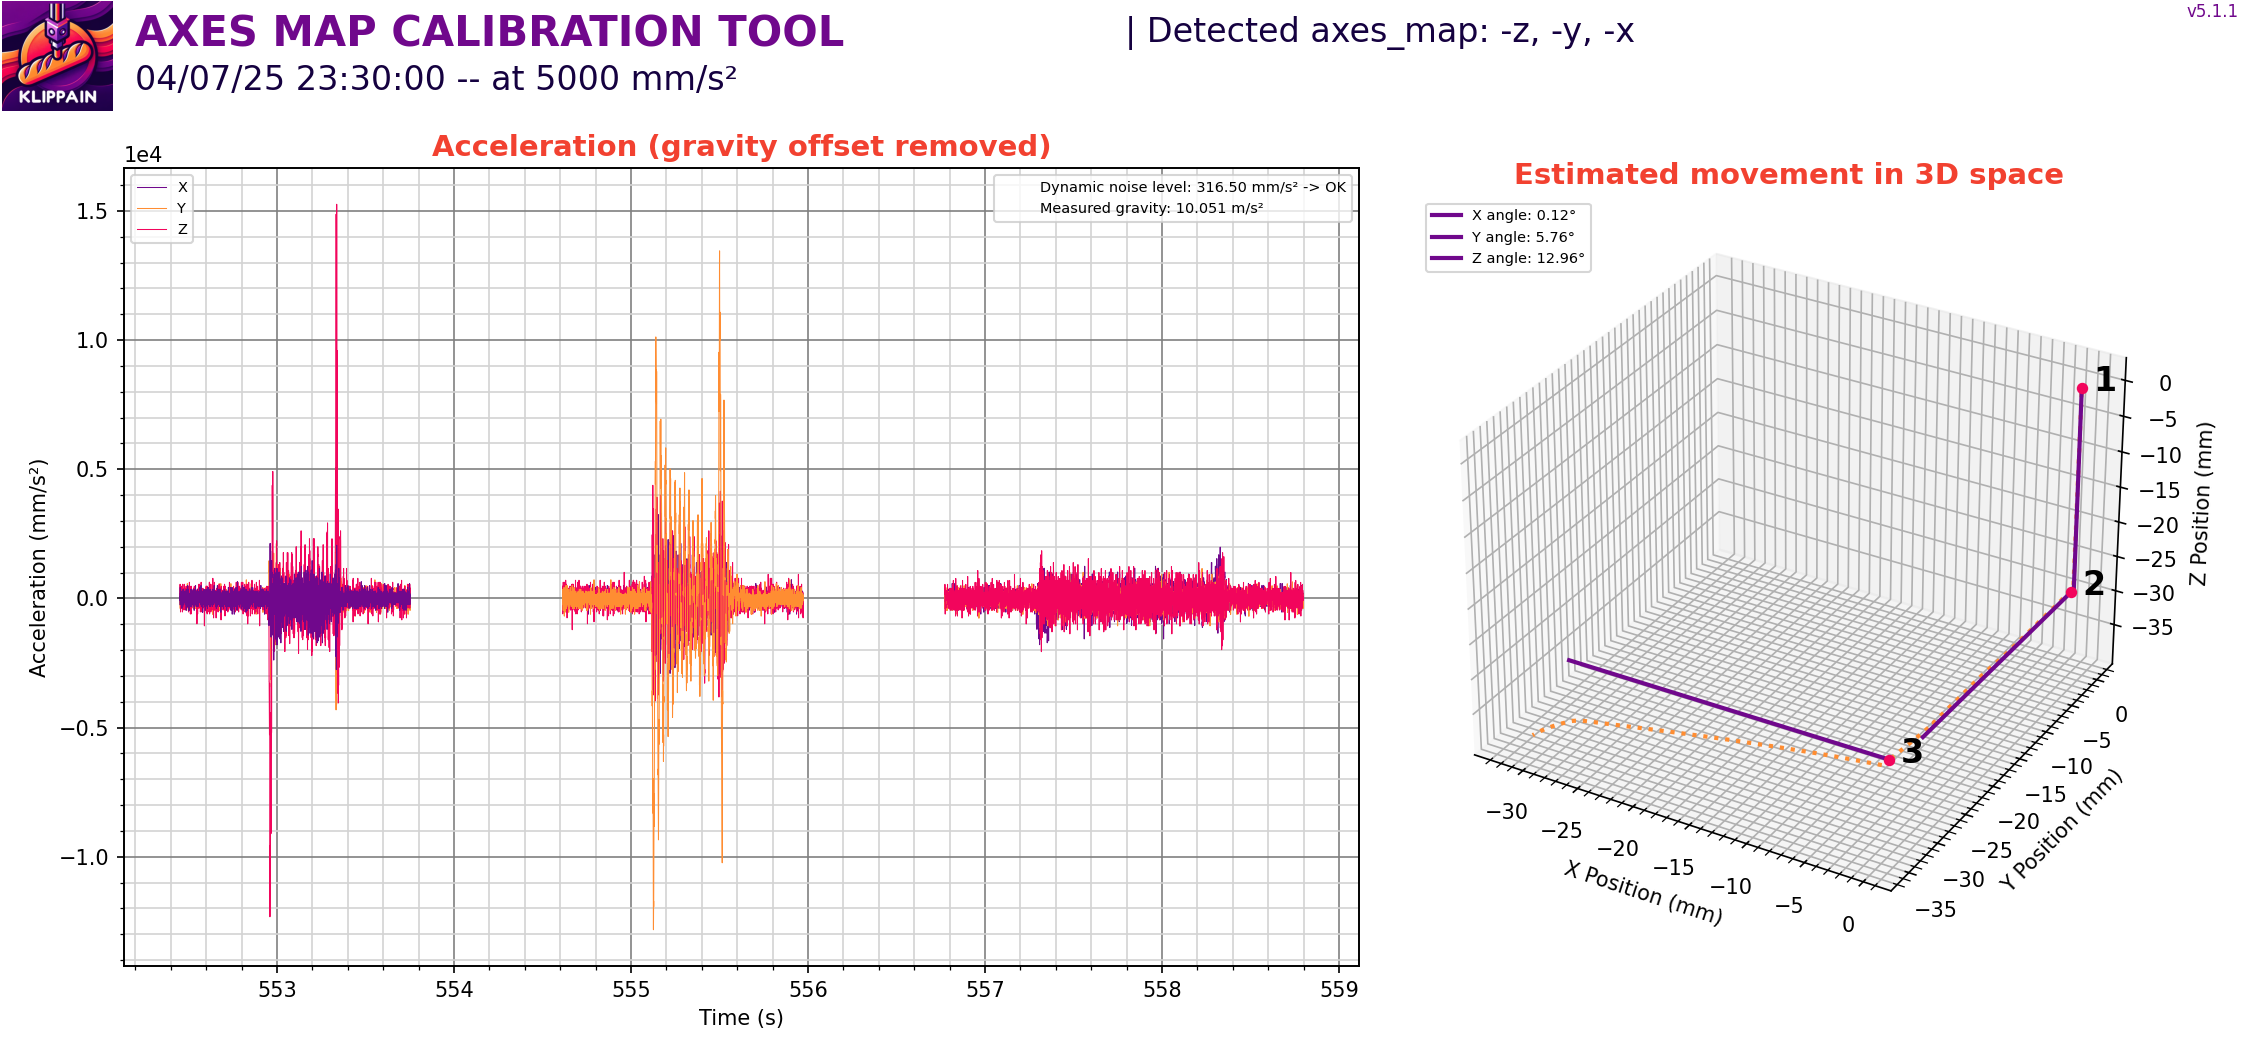 AXES MAP CALIBRATION TOOL
| Detected axes_map: -z, -y, -x
v5.1.1
04/07/25 23:30:00 -- at 5000 mm/s²
KLIPPAIN
Acceleration (gravity offset removed)
1e4
X
Y
Z
Dynamic noise level: 316.50 mm/s² -> OK
Measured gravity: 10.051 m/s²
1.5
1.0
0.5
0.0
−0.5
−1.0
Acceleration (mm/s²)
553
554
555
556
557
558
559
Time (s)
Estimated movement in 3D space
X angle: 0.12°
Y angle: 5.76°
Z angle: 12.96°
1
2
3
0
−5
−10
−15
−20
−25
−30
−35
Z Position (mm)
0
−5
−10
−15
−20
−25
−30
−35
Y Position (mm)
−30
−25
−20
−15
−10
−5
0
X Position (mm)